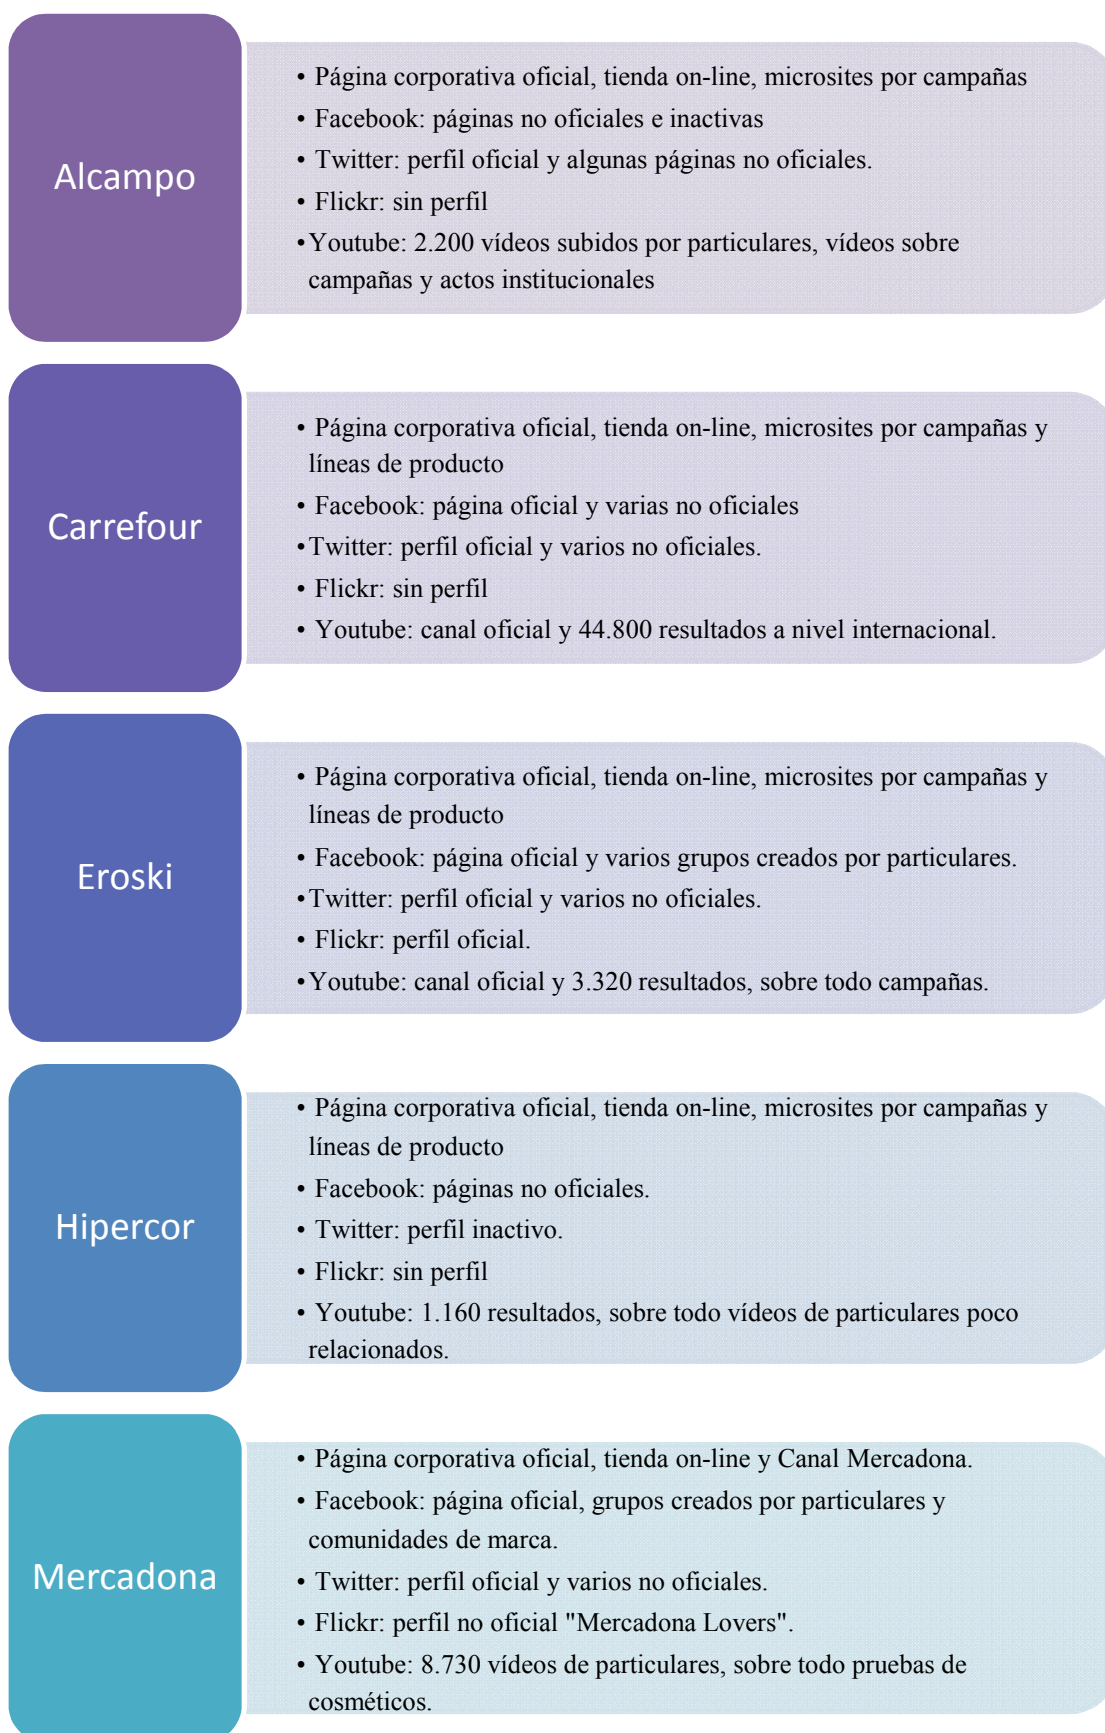 Alcampo
• Página corporativa oficial, tienda on-line, microsites por campañas
• Facebook: páginas no oficiales e inactivas
• Twitter: perfil oficial y algunas páginas no oficiales.
• Flickr: sin perfil
•Youtube: 2.200 vídeos subidos por particulares, vídeos sobre
campañas y actos institucionales
Carrefour
• Página corporativa oficial, tienda on-line, microsites por campañas y
líneas de producto
• Facebook: página oficial y varias no oficiales
•Twitter: perfil oficial y varios no oficiales.
• Flickr: sin perfil
• Youtube: canal oficial y 44.800 resultados a nivel internacional.
Eroski
• Página corporativa oficial, tienda on-line, microsites por campañas y
líneas de producto
• Facebook: página oficial y varios grupos creados por particulares.
•Twitter: perfil oficial y varios no oficiales.
• Flickr: perfil oficial.
•Youtube: canal oficial y 3.320 resultados, sobre todo campañas.
Hipercor
• Página corporativa oficial, tienda on-line, microsites por campañas y
líneas de producto
• Facebook: páginas no oficiales.
• Twitter: perfil inactivo.
• Flickr: sin perfil
• Youtube: 1.160 resultados, sobre todo vídeos de particulares poco
relacionados.
Mercadona
• Página corporativa oficial, tienda on-line y Canal Mercadona.
• Facebook: página oficial, grupos creados por particulares y
comunidades de marca.
• Twitter: perfil oficial y varios no oficiales.
• Flickr: perfil no oficial "Mercadona Lovers".
• Youtube: 8.730 vídeos de particulares, sobre todo pruebas de
cosméticos.